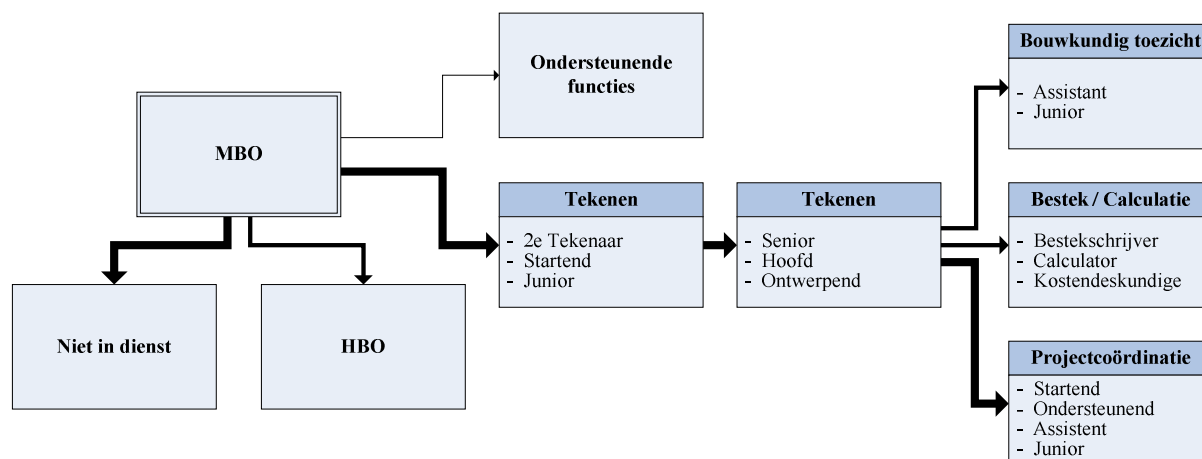 Ondersteunende
functies
MBO
Niet in dienst
HBO
Tekenen
- 2e Tekenaar
- Startend
- Junior
Tekenen
- Senior
- Hoofd
- Ontwerpend
Bouwkundig toezicht
- Assistant
- Junior
Bestek / Calculatie
- Bestekschrijver
- Calculator
- Kostendeskundige
Projectcoördinatie
- Startend
- Ondersteunend
- Assistent
- Junior